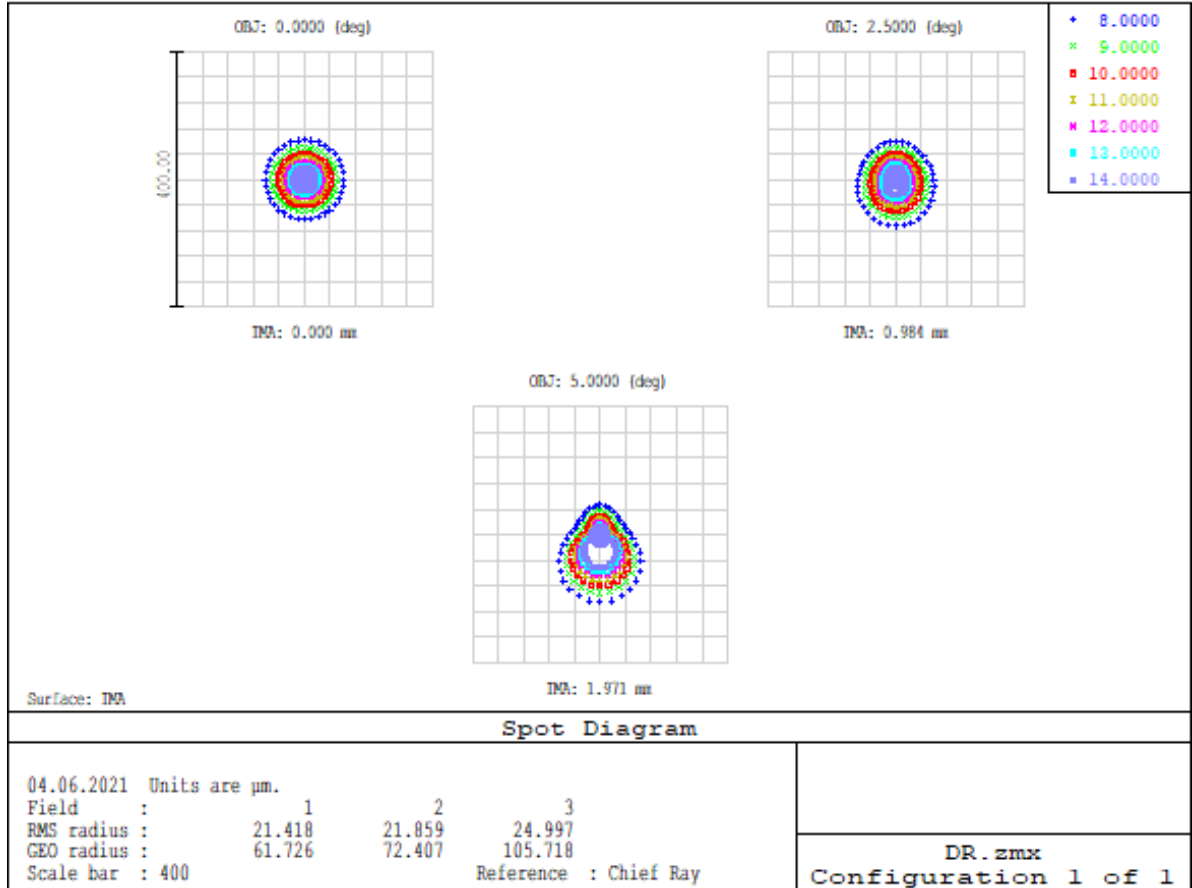 OBJ: 0.0000 (deg)
OBJ: 2.5000 (deg)
8.0000
9.0000
10.0000
11.0000
12.0000
13.0000
14.0000
400.00
IMA: 0.000 mm
IMA: 0.984 mm
OBJ: 5.0000 (deg)
IMA: 1.971 mm
Surface: IMA
Spot Diagram
04.06.2021 Units are µm.
Field : 1 2 3
RMS radius : 21.418 21.859 24.997
GEO radius : 61.726 72.407 105.718
Scale bar : 400 Reference : Chief Ray
DR.zmx
Configuration 1 of 1